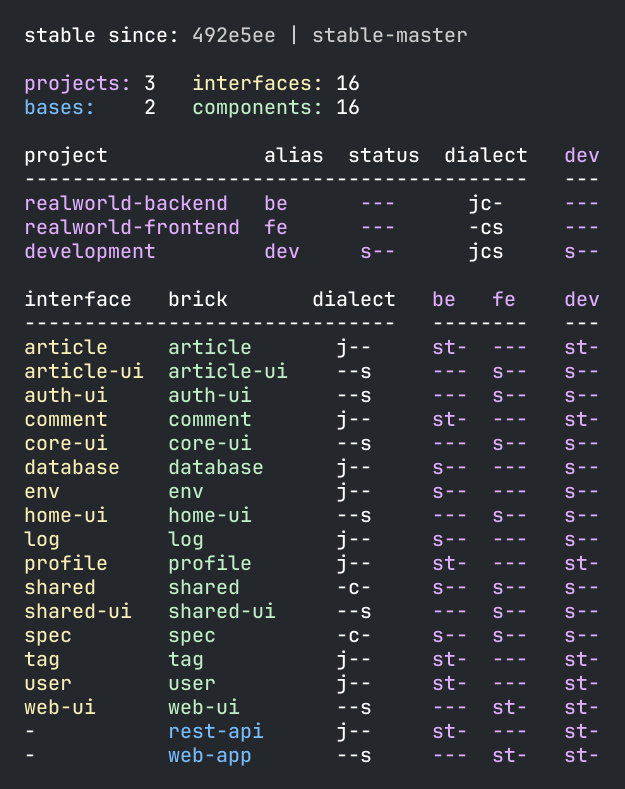 stable since: 492e5ee | stable-master
projects: 3   interfaces: 16
bases:    2   components: 16
project             alias  status  dialect   dev
------------------------------------------   ---
realworld-backend   be      ---      jc-     ---
realworld-frontend  fe      ---      -cs     ---
development         dev     s--      jcs     s--
interface   brick       dialect   be   fe    dev
-------------------------------   --------   ---
article     article       j--     st-  ---   st-
article-ui  article-ui    --s     ---  s--   s--
auth-ui     auth-ui       --s     ---  s--   s--
comment     comment       j--     st-  ---   st-
core-ui     core-ui       --s     ---  s--   s--
database    database      j--     s--  ---   s--
env         env           j--     s--  ---   s--
home-ui     home-ui       --s     ---  s--   s--
log         log           j--     s--  ---   s--
profile     profile       j--     st-  ---   st-
shared      shared        -c-     s--  s--   s--
shared-ui   shared-ui     --s     ---  s--   s--
spec        spec          -c-     s--  s--   s--
tag         tag           j--     st-  ---   st-
user        user          j--     st-  ---   st-
web-ui      web-ui        --s     ---  st-   st-
-           rest-api      j--     st-  ---   st-
-           web-app       --s     ---  st-   st-